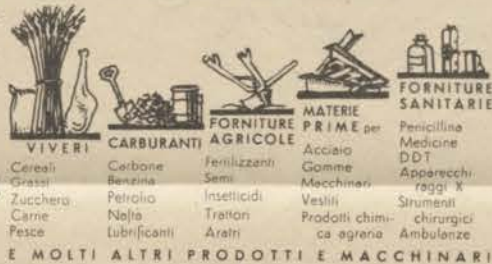 VIVERI
Cereali
Grassi
Zucchero
Carne
Pesce
CARBURANTI
Carbone
Benzina
Petrolio
Nafta
Lubrificanti
FORNITURE
AGRICOLE
Fertilizzanti
Semi
Insetticidi
Trattori
Aratri
MATERIE
PRIME per
Acciaio
Gomme
Macchinari
Vestiti
Prodotti chimi-
ca agraria
FORNITURE
SANITARIE
Penicillina
Medicine
DDT
Apparecchi
raggi X
Strumenti
chirurgici
Ambulanze
E MOLTI ALTRI PRODOTTI E MACCHINARI